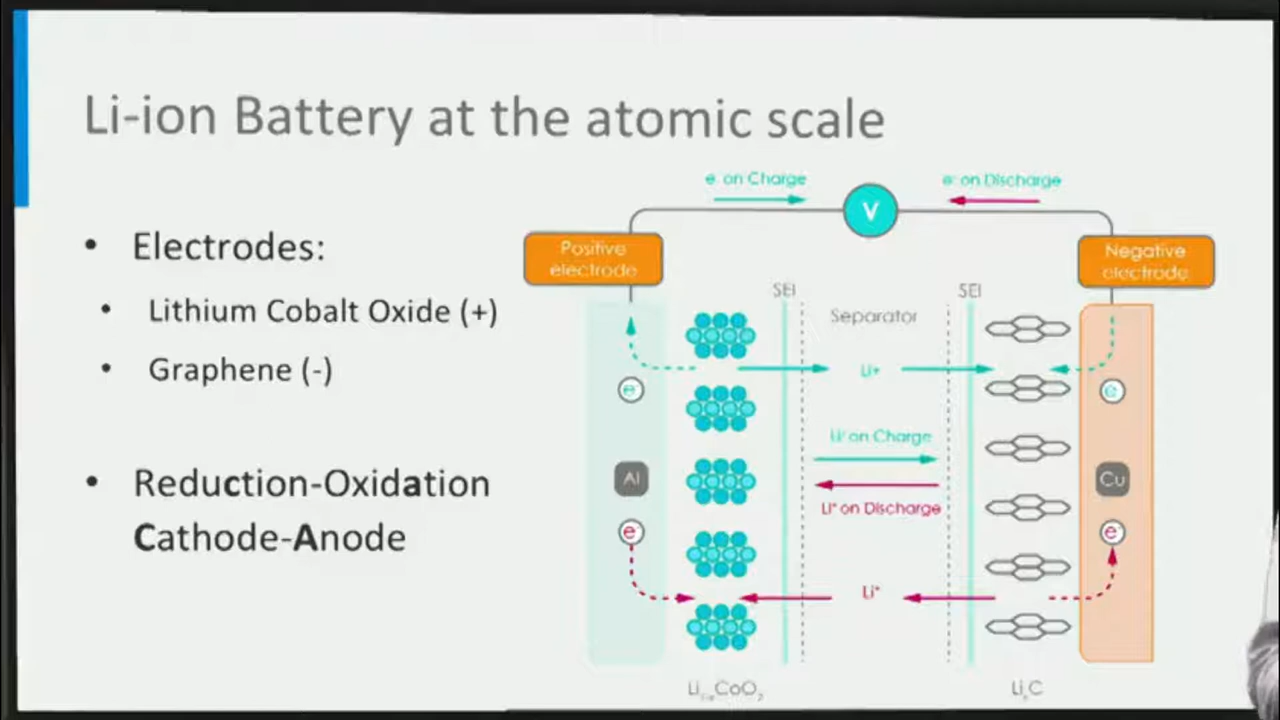 Li-ion Battery at the atomic scale
• Electrodes:
• Lithium Cobalt Oxide (+)
• Graphene (-)
• Reduction-Oxidation
Cathode-Anode
e⁻ on Charge
e⁻ on Discharge
V
Positive
electrode
Negative
electrode
SEI
SEI
Separator
Li+
e⁻
e⁻
Li⁺ on Charge
Al
Cu
Li⁺ on Discharge
e⁻
e⁻
Li⁺
CoO₂